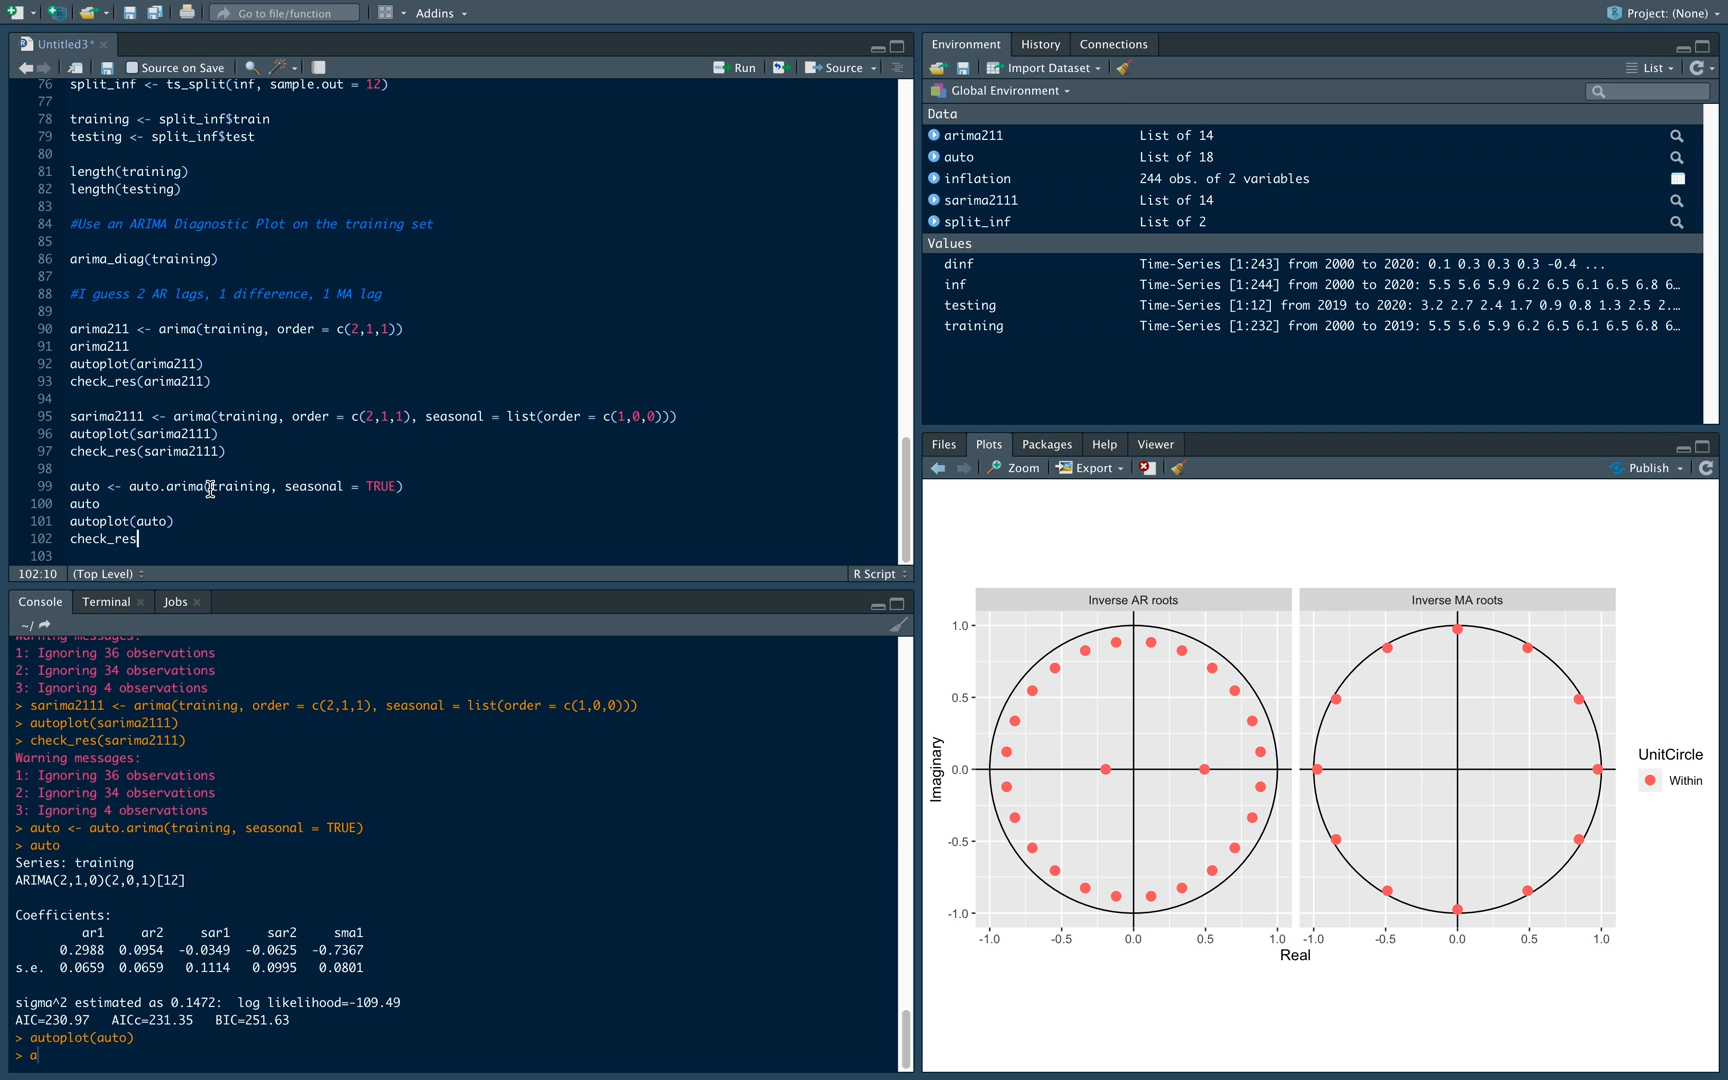 Go to file/function
Addins
Project: (None)
Untitled3*
Source on Save
Run
Source
76 split_inf <- ts_split(inf, sample.out = 12)
77
78 training <- split_inf$train
79 testing <- split_inf$test
80
81 length(training)
82 length(testing)
83
84 #Use an ARIMA Diagnostic Plot on the training set
85
86 arima_diag(training)
87
88 #I guess 2 AR lags, 1 difference, 1 MA lag
89
90 arima211 <- arima(training, order = c(2,1,1))
91 arima211
92 autoplot(arima211)
93 check_res(arima211)
94
95 sarima2111 <- arima(training, order = c(2,1,1), seasonal = list(order = c(1,0,0)))
96 autoplot(sarima2111)
97 check_res(sarima2111)
98
99 auto <- auto.arima(training, seasonal = TRUE)
100 auto
101 autoplot(auto)
102 check_res
103
102:10 (Top Level) R Script
Console Terminal Jobs
~/
Warning messages:
1: Ignoring 36 observations
2: Ignoring 34 observations
3: Ignoring 4 observations
> sarima2111 <- arima(training, order = c(2,1,1), seasonal = list(order = c(1,0,0)))
> autoplot(sarima2111)
> check_res(sarima2111)
Warning messages:
1: Ignoring 36 observations
2: Ignoring 34 observations
3: Ignoring 4 observations
> auto <- auto.arima(training, seasonal = TRUE)
> auto
Series: training
ARIMA(2,1,0)(2,0,1)[12]
Coefficients:
ar1 ar2 sar1 sar2 sma1
0.2988 0.0954 -0.0349 -0.0625 -0.7367
s.e. 0.0659 0.0659 0.1114 0.0995 0.0801
sigma^2 estimated as 0.1472: log likelihood=-109.49
AIC=230.97 AICc=231.35 BIC=251.63
> autoplot(auto)
> a
Environment History Connections
Import Dataset
List
Global Environment
Data
arima211 List of 14
auto List of 18
inflation 244 obs. of 2 variables
sarima2111 List of 14
split_inf List of 2
Values
dinf Time-Series [1:243] from 2000 to 2020: 0.1 0.3 0.3 0.3 -0.4 ...
inf Time-Series [1:244] from 2000 to 2020: 5.5 5.6 5.9 6.2 6.5 6.1 6.5 6.8 6…
testing Time-Series [1:12] from 2019 to 2020: 3.2 2.7 2.4 1.7 0.9 0.8 1.3 2.5 2.…
training Time-Series [1:232] from 2000 to 2019: 5.5 5.6 5.9 6.2 6.5 6.1 6.5 6.8 6…
Files Plots Packages Help Viewer
Zoom Export Publish
Inverse AR roots
Inverse MA roots
1.0
0.5
0.0
-0.5
-1.0
Imaginary
-1.0 -0.5 0.0 0.5 1.0
-1.0 -0.5 0.0 0.5 1.0
Real
UnitCircle
Within